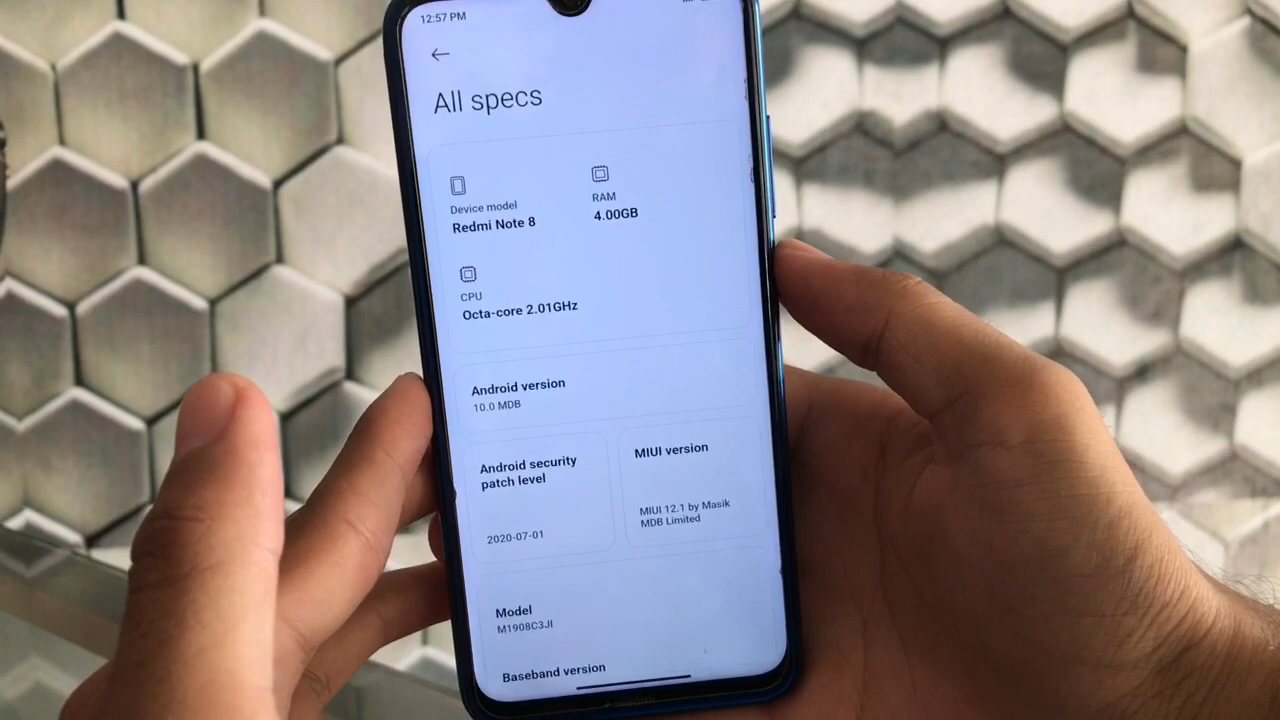 12:57 PM
All specs
Device model
Redmi Note 8
RAM
4.00GB
CPU
Octa-core 2.01GHz
Android version
10.0 MDB
Android security
patch level
2020-07-01
MIUI version
MIUI 12.1 by Masik
MDB Limited
Model
M1908C3JI
Baseband version